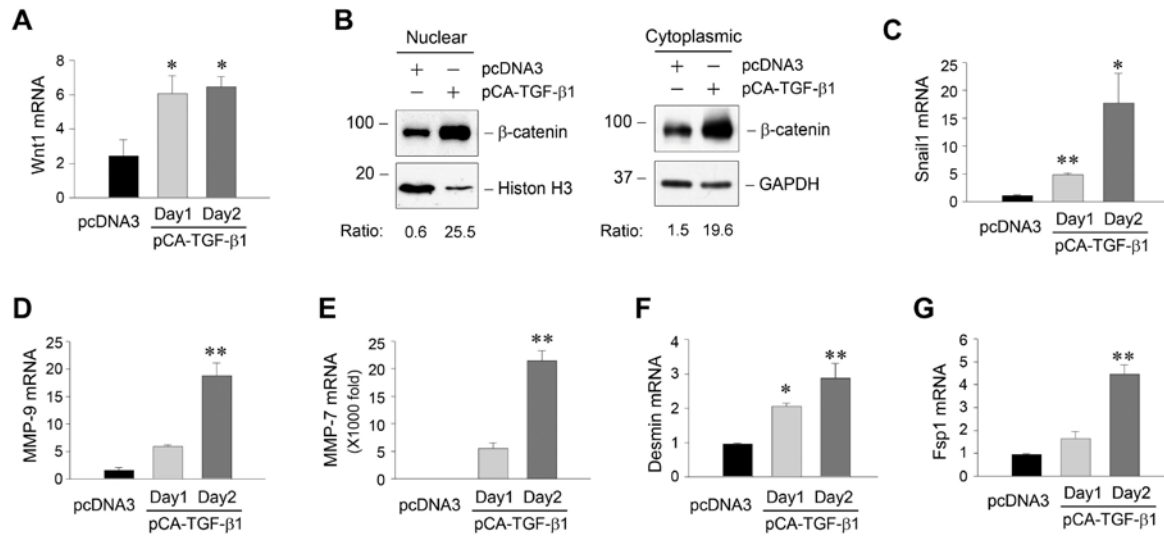 A
Wnt1 mRNA
8
6
4
2
0
* *
pcDNA3
Day1 Day2
pCA-TGF-β1
B
Nuclear
+ − pcDNA3
− + pCA-TGF-β1
100 −
− β-catenin
20 −
− Histon H3
Ratio: 0.6 25.5
Cytoplasmic
+ − pcDNA3
− + pCA-TGF-β1
100 −
− β-catenin
37 −
− GAPDH
Ratio: 1.5 19.6
C
Snail1 mRNA
25
20
15
10
5
0
** *
pcDNA3
Day1 Day2
pCA-TGF-β1
D
MMP-9 mRNA
25
20
15
10
5
0
**
pcDNA3
Day1 Day2
pCA-TGF-β1
E
MMP-7 mRNA
(X1000 fold)
25
20
15
10
5
0
**
pcDNA3
Day1 Day2
pCA-TGF-β1
F
Desmin mRNA
4
3
2
1
0
* **
pcDNA3
Day1 Day2
pCA-TGF-β1
G
Fsp1 mRNA
6
5
4
3
2
1
0
**
pcDNA3
Day1 Day2
pCA-TGF-β1